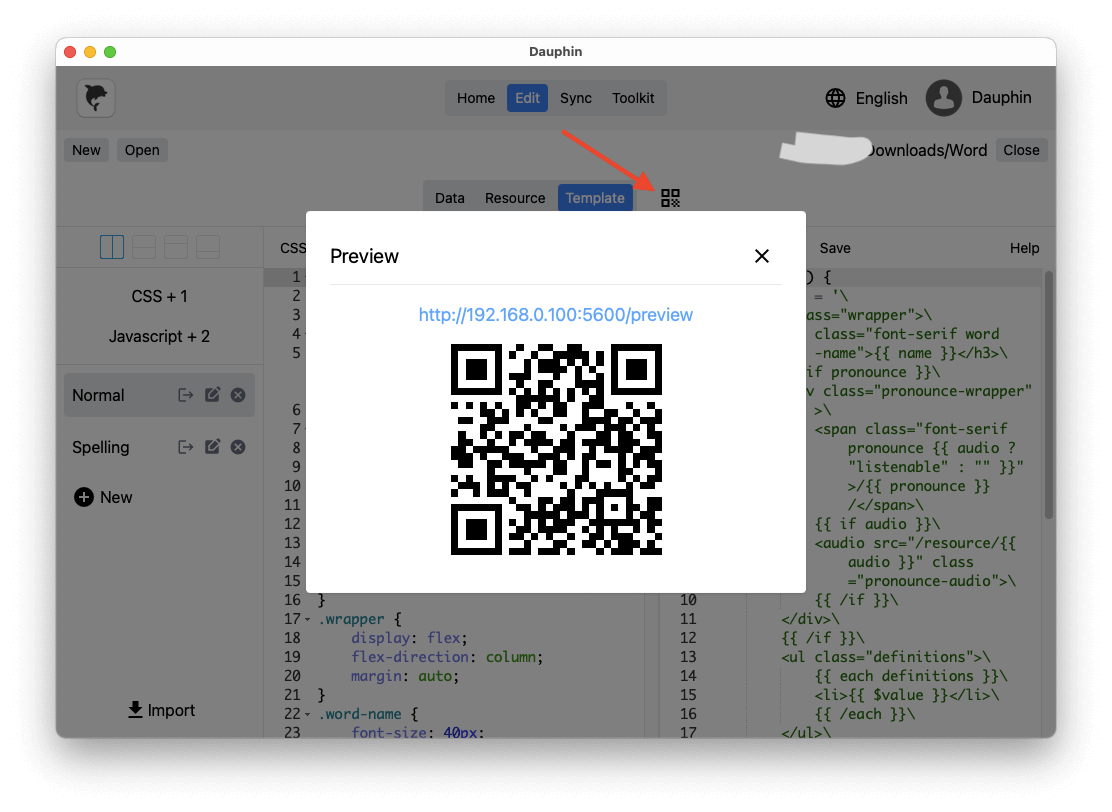 Dauphin
Home Edit Sync Toolkit English Dauphin
New Open Downloads/Word Close
Data Resource Template
CSS Save Help
Preview
http://192.168.0.100:5600/preview
CSS + 1
Javascript + 2
Normal
Spelling
New
Import
1
2
3
4
5
6
7
8
9
10
11
12
13
14
15
16 }
17 .wrapper {
18 display: flex;
19 flex-direction: column;
20 margin: auto;
21 }
22 .word-name {
23 font-size: 40px;
) {
= '\
class="wrapper">\
class="font-serif word
-name">{{ name }}</h3>\
if pronounce }}\
class="pronounce-wrapper"
>\
<span class="font-serif
pronounce {{ audio ?
"listenable" : "" }}"
>/{{ pronounce }}
/</span>\
{{ if audio }}\
<audio src="/resource/{{
audio }}" class
="pronounce-audio">\
10 {{ /if }}\
11 </div>\
12 {{ /if }}\
13 <ul class="definitions">\
14 {{ each definitions }}\
15 <li>{{ $value }}</li>\
16 {{ /each }}\
17 </ul>\